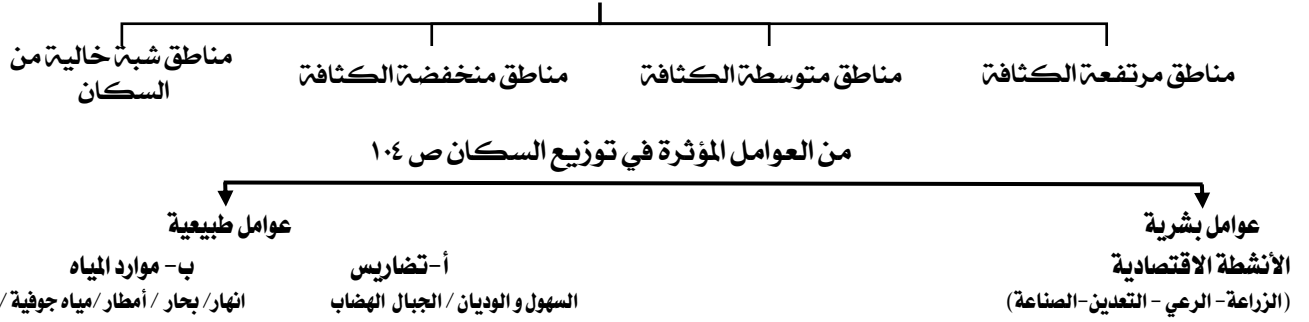 مناطق مرتفعة الكثافة
مناطق متوسطة الكثافة
مناطق منخفضة الكثافة
مناطق شبة خالية من
السكان
من العوامل المؤثرة في توزيع السكان ص ١٠٤
عوامل بشرية
الأنشطة الاقتصادية
(الزراعة- الرعي - التعدين-الصناعة)
عوامل طبيعية
أ-تضاريس
السهول و الوديان / الجبال الهضاب
ب- موارد المياه
انهار/ بحار / أمطار /مياه جوفية /